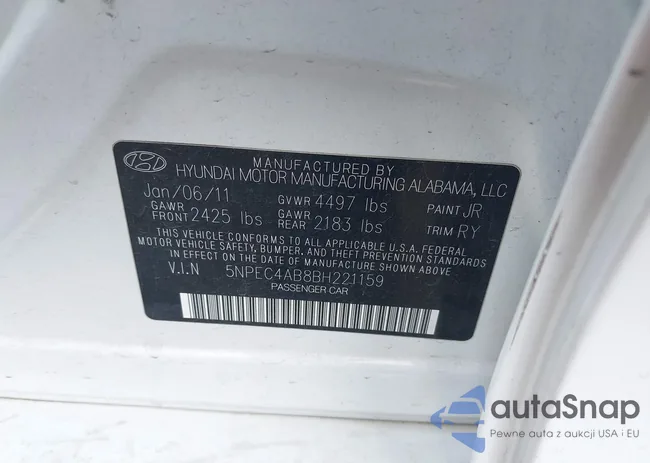 MANUFACTURED BY
HYUNDAI MOTOR MANUFACTURING ALABAMA, LLC
Jan/06/11 GVWR 4497 lbs PAINT JR
GAWR FRONT 2425 lbs GAWR REAR 2183 lbs TRIM RY
THIS VEHICLE CONFORMS TO ALL APPLICABLE U.S.A. FEDERAL
MOTOR VEHICLE SAFETY, BUMPER, AND THEFT PREVENTION STANDARDS
IN EFFECT ON THE DATE OF MANUFACTURE SHOWN ABOVE.
V.I.N 5NPEC4AB8BH221159
PASSENGER CAR
autoSnap
Pewne auta z aukcji USA i EU